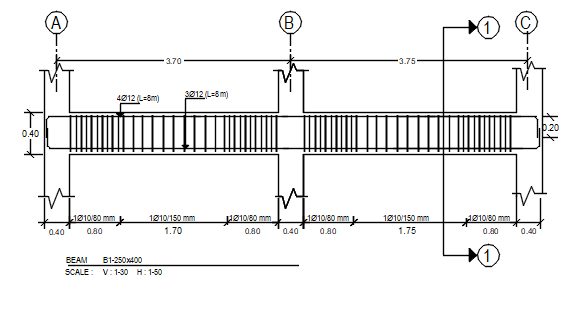 A B 1 C
3.70 3.75
4Ø12 (L=8m) 3Ø12 (L=8m)
0.40 0.20
1Ø10/80 mm 1Ø10/150 mm 1Ø10/80 mm 1Ø10/80 mm 1Ø10/150 mm 1Ø10/80 mm
0.40 0.80 1.70 0.80 0.40 0.80 1.75 0.80 0.40
1
BEAM B1-250x400
SCALE : V : 1-30 H : 1-50